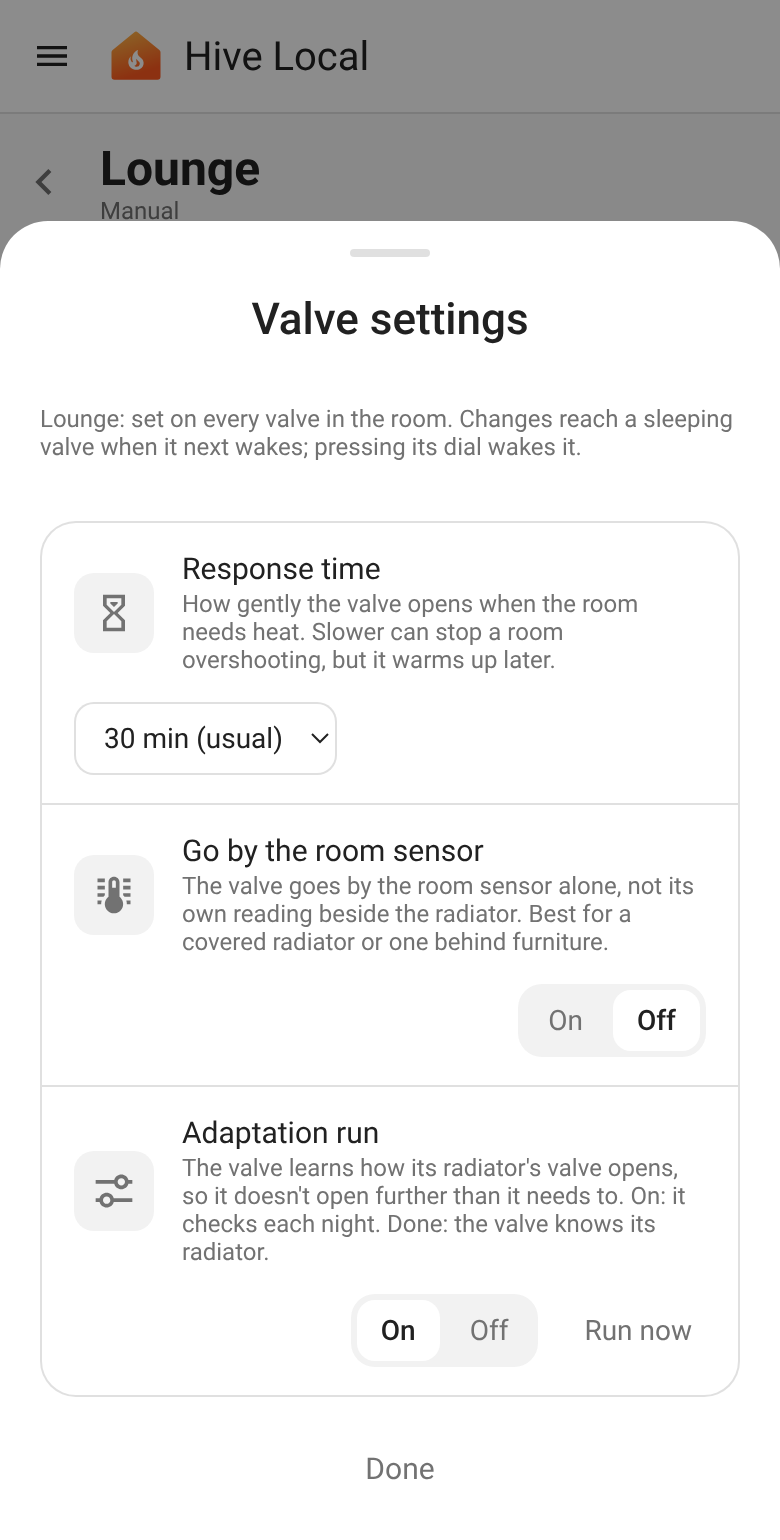 Hive Local
Lounge
Manual
Valve settings
Lounge: set on every valve in the room. Changes reach a sleeping
valve when it next wakes; pressing its dial wakes it.
Response time
How gently the valve opens when the room
needs heat. Slower can stop a room
overshooting, but it warms up later.
30 min (usual)
Go by the room sensor
The valve goes by the room sensor alone, not its
own reading beside the radiator. Best for a
covered radiator or one behind furniture.
On Off
Adaptation run
The valve learns how its radiator's valve opens,
so it doesn't open further than it needs to. On: it
checks each night. Done: the valve knows its
radiator.
On Off Run now
Done